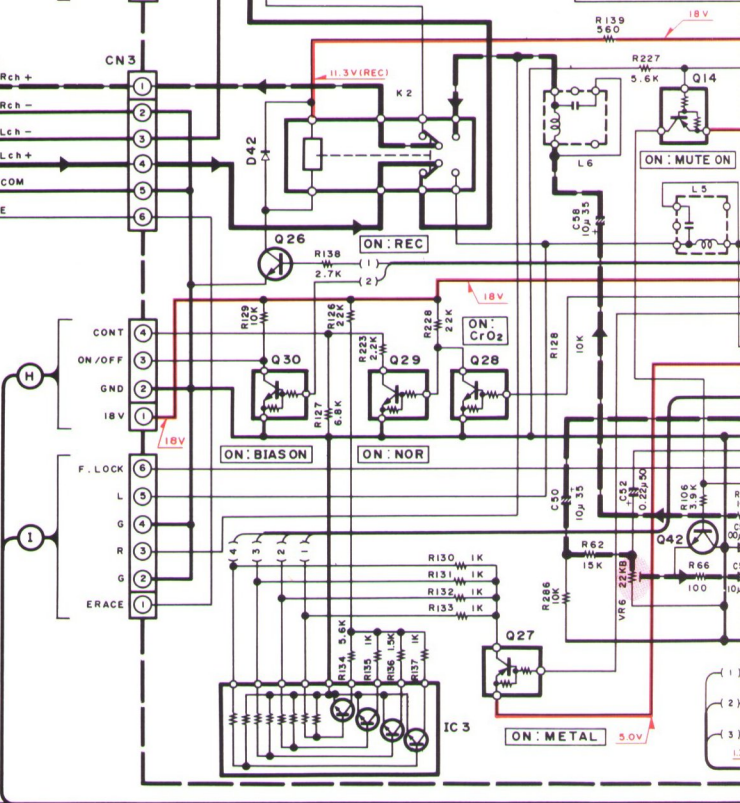 R139
560
18V
CN3
Rch +
1
11.3V(REC)
K2
R227
5.6K
Q14
Rch -
2
Lch -
3
D42
Lch +
4
L6
ON : MUTE ON
COM
5
L5
E
6
C58
10µ 35
+
Q26
ON : REC
R138
2.7K
(1)
(2)
18V
R129
10K
R126
22K
R228
22K
ON :
CrO2
CONT
4
R223
2.2K
R128
10K
ON/OFF
3
Q30
Q29
Q28
H
GND
2
R127
6.8K
18V
1
18V
ON : BIAS ON
ON : NOR
F. LOCK
6
L
5
C50
10µ 35
+
C52
0.22µ50
+
R106
3.9K
G
4
I
R
3
4
3
2
1
Q42
R62
15K
G
2
R130 1K
R131 1K
R132 1K
R133 1K
R286
10K
VR6
22KB
R66
100
ERACE
1
Q27
R134
5.6K
R135
1K
R136
1.5K
R137
1K
IC3
ON : METAL
5.0V
(1)
(2)
(3)